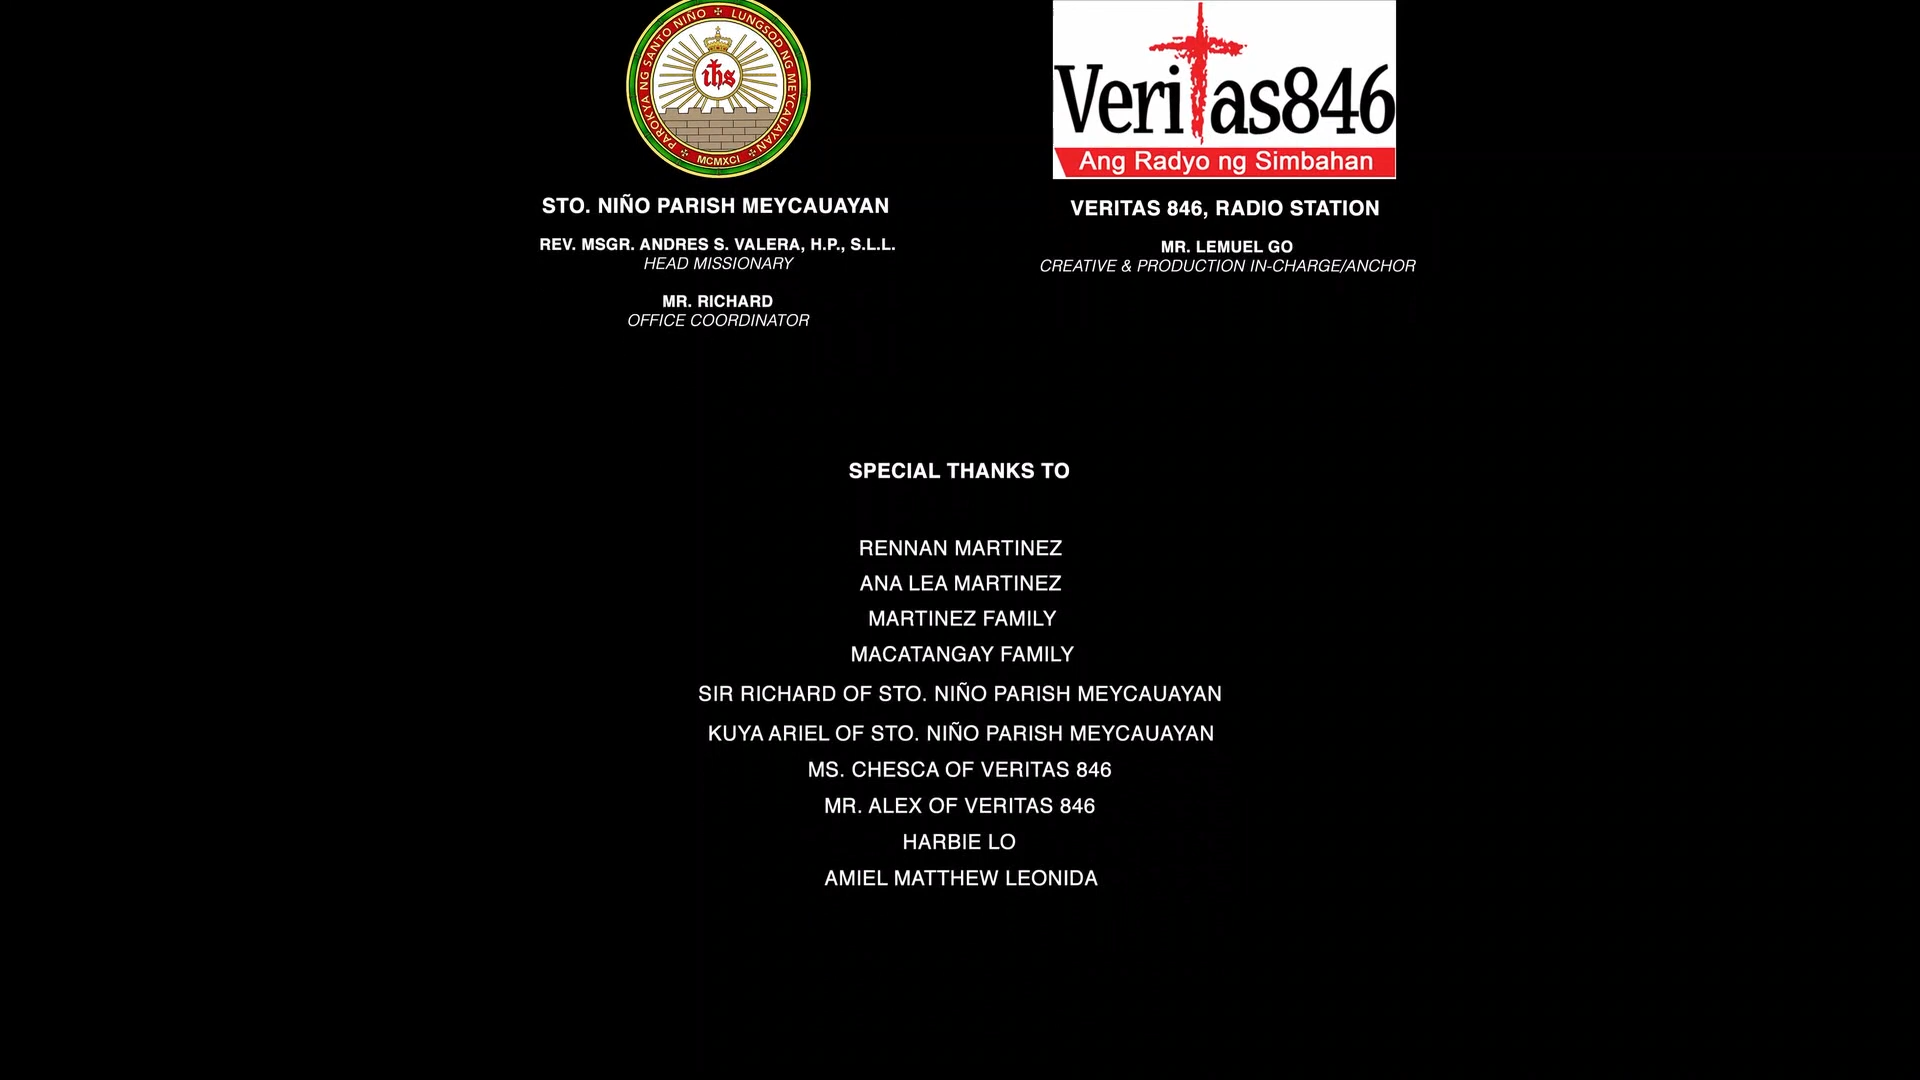 PAROKYA NG SANTO NIÑO ✣ LUNGSOD NG MEYCAUAYAN
ihs
MCMXCI
STO. NIÑO PARISH MEYCAUAYAN
REV. MSGR. ANDRES S. VALERA, H.P., S.L.L.
HEAD MISSIONARY
MR. RICHARD
OFFICE COORDINATOR
Veritas846
Ang Radyo ng Simbahan
VERITAS 846, RADIO STATION
MR. LEMUEL GO
CREATIVE & PRODUCTION IN-CHARGE/ANCHOR
SPECIAL THANKS TO
RENNAN MARTINEZ
ANA LEA MARTINEZ
MARTINEZ FAMILY
MACATANGAY FAMILY
SIR RICHARD OF STO. NIÑO PARISH MEYCAUAYAN
KUYA ARIEL OF STO. NIÑO PARISH MEYCAUAYAN
MS. CHESCA OF VERITAS 846
MR. ALEX OF VERITAS 846
HARBIE LO
AMIEL MATTHEW LEONIDA